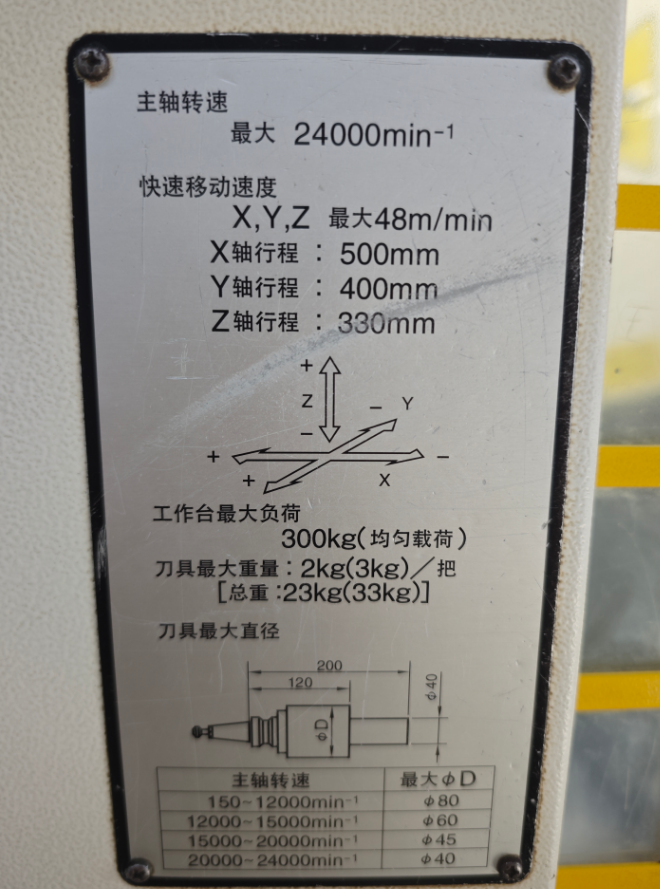 主轴转速
最大 24000min⁻¹
快速移动速度
X,Y,Z 最大48m/min
X轴行程 : 500mm
Y轴行程 : 400mm
Z轴行程 : 330mm
+
Z
− Y
−
+ −
+ X
工作台最大负荷
300kg(均匀载荷)
刀具最大重量:2kg(3kg)/把
[总重:23kg(33kg)]
刀具最大直径
200
120
φ40
φD
主轴转速 最大φD
150~12000min⁻¹ φ80
12000~15000min⁻¹ φ60
15000~20000min⁻¹ φ45
20000~24000min⁻¹ φ40